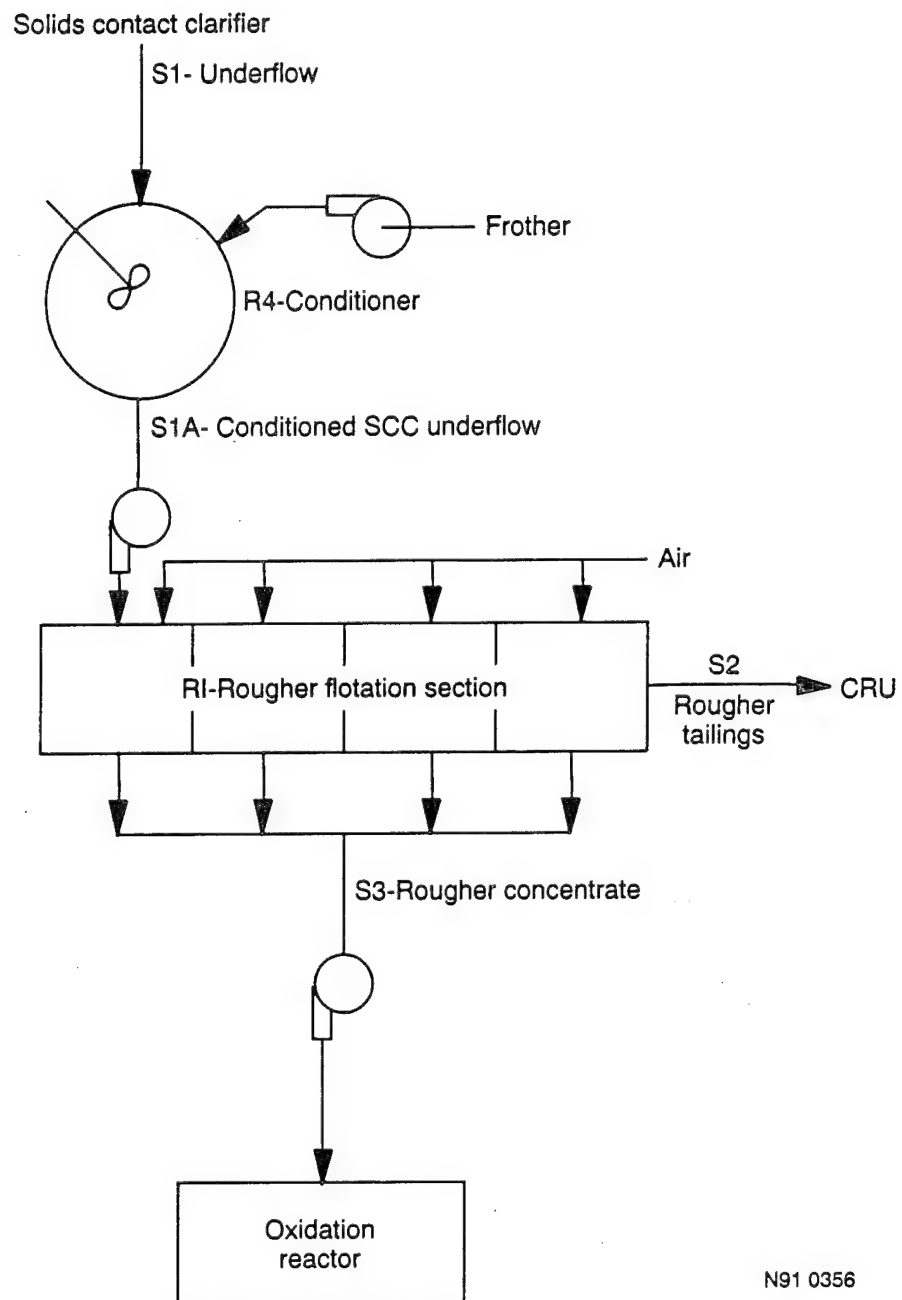 Solids contact clarifier
S1- Underflow
Frother
R4-Conditioner
S1A- Conditioned SCC underflow
Air
RI-Rougher flotation section
S2
Rougher
tailings
CRU
S3-Rougher concentrate
Oxidation
reactor
N91 0356